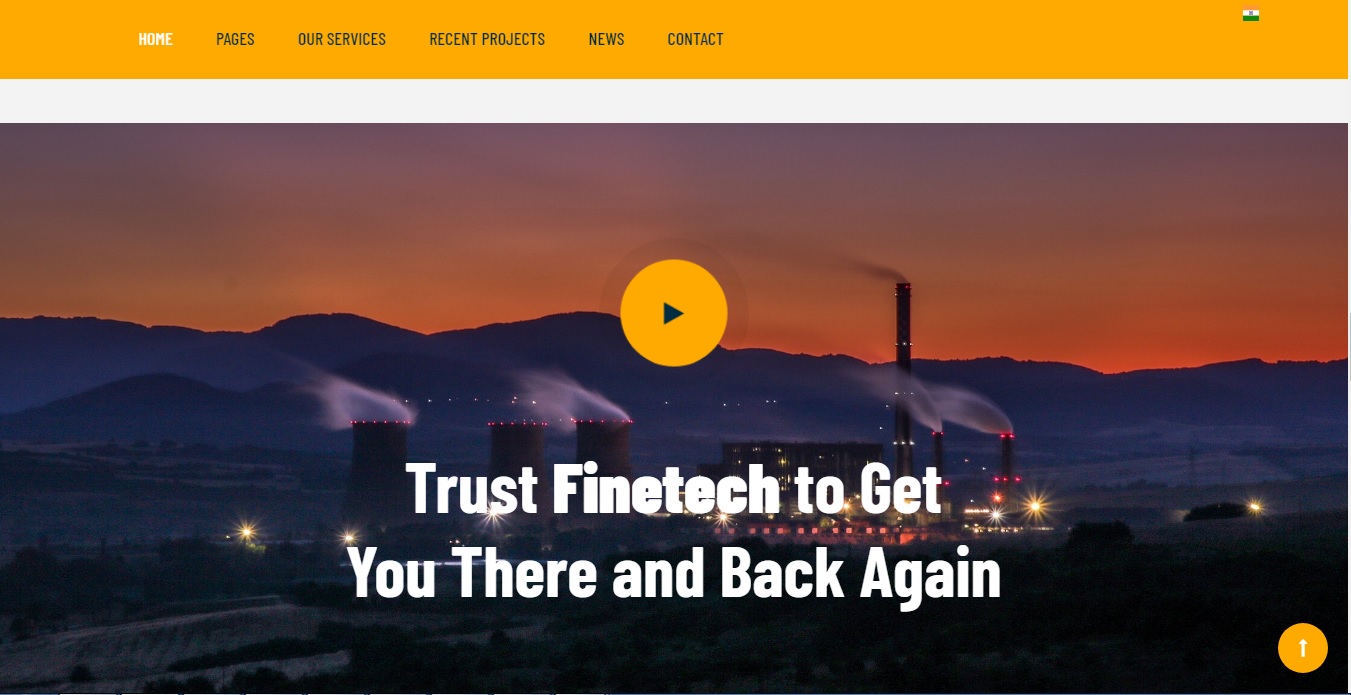 HOME PAGES OUR SERVICES RECENT PROJECTS NEWS CONTACT
Trust Finetech to Get
You There and Back Again